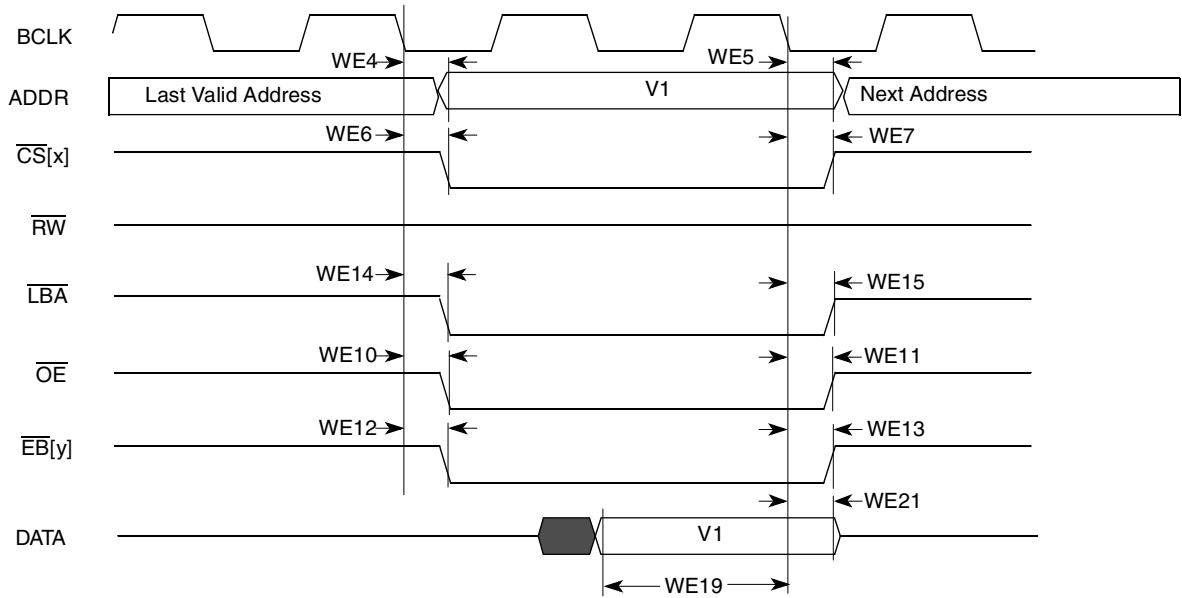 BCLK
WE4
WE5
ADDR
Last Valid Address
V1
Next Address
WE6
WE7
CS[x]
RW
WE14
WE15
LBA
WE10
WE11
OE
WE12
WE13
EB[y]
WE21
DATA
V1
WE19